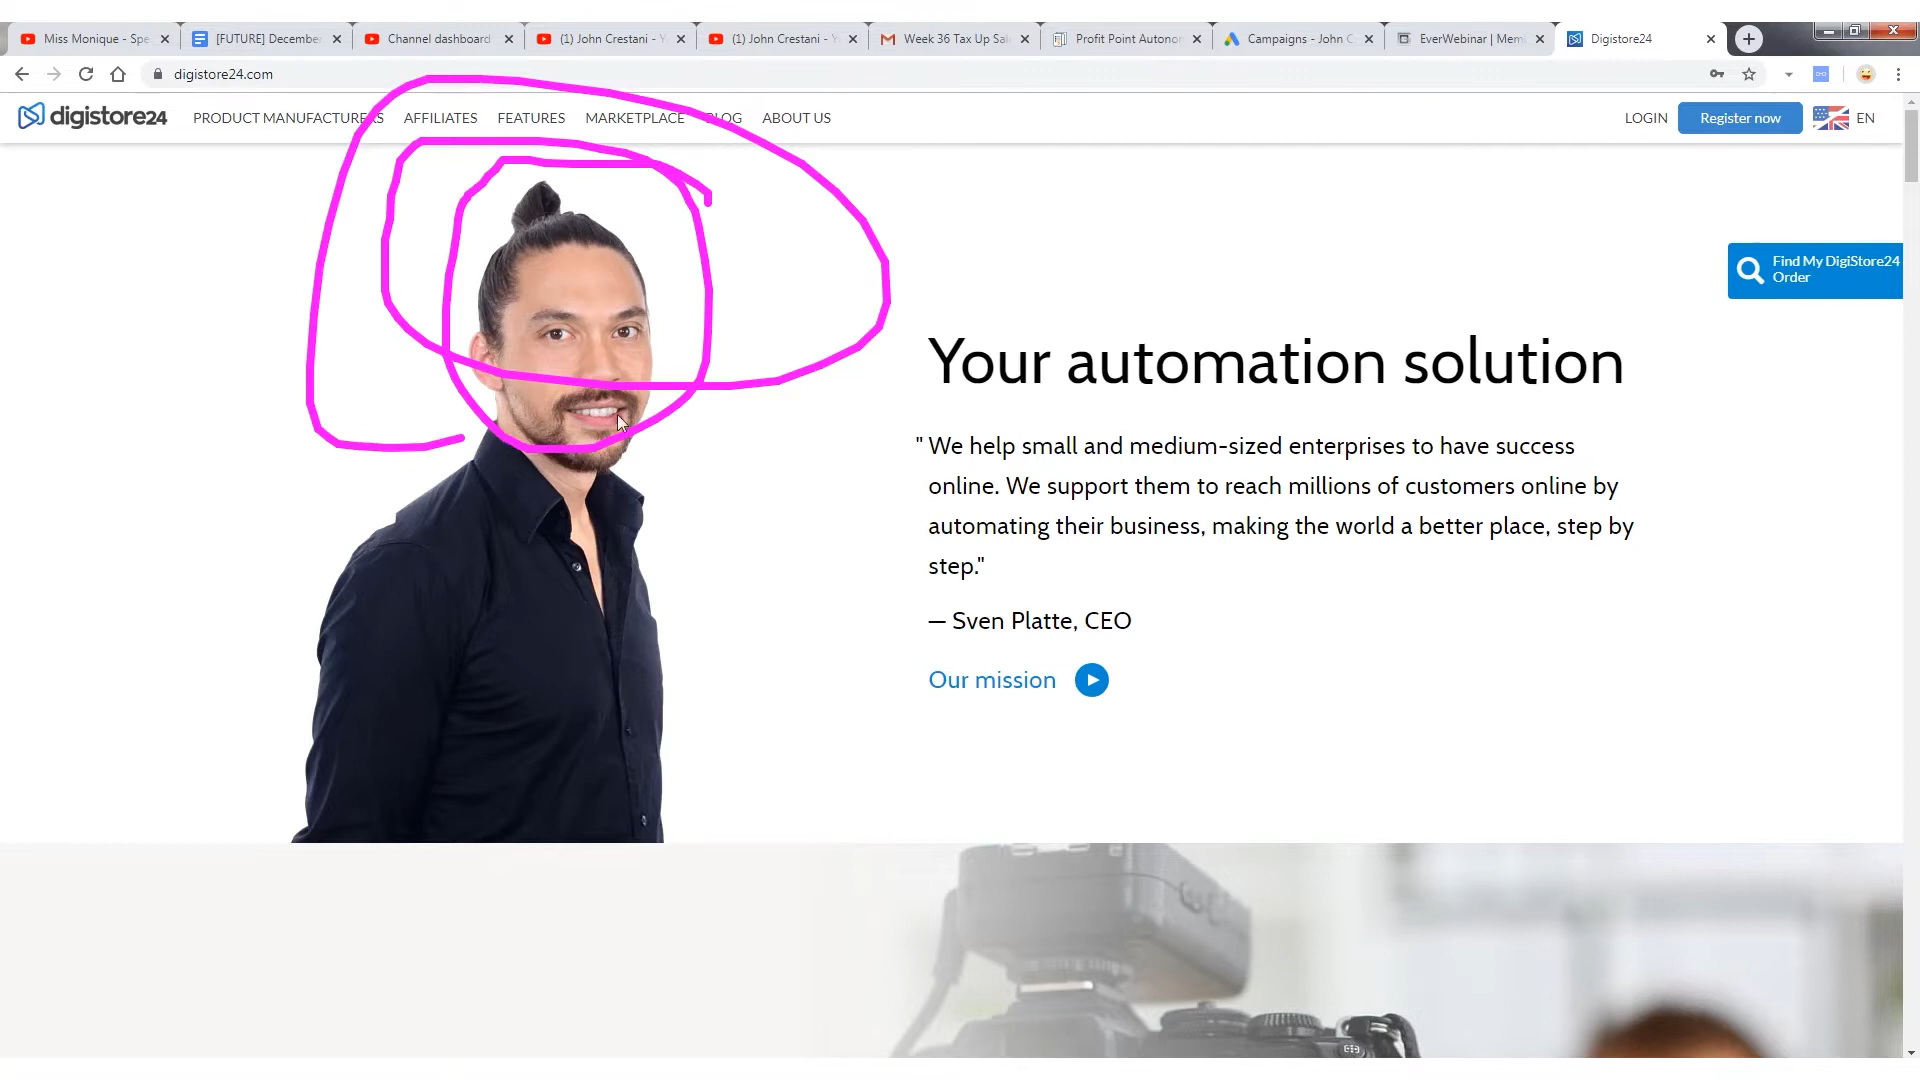 Miss Monique - Spe
[FUTURE] December
Channel dashboard
(1) John Crestani - Y
(1) John Crestani - Y
Week 36 Tax Up Sal
Profit Point Autonom
Campaigns - John C
EverWebinar | Mem
Digistore24
digistore24.com
digistore24
PRODUCT MANUFACTURERS
AFFILIATES
FEATURES
MARKETPLACE
BLOG
ABOUT US
LOGIN
Register now
EN
Find My DigiStore24
Order
Your automation solution
"We help small and medium-sized enterprises to have success
online. We support them to reach millions of customers online by
automating their business, making the world a better place, step by
step."
— Sven Platte, CEO
Our mission